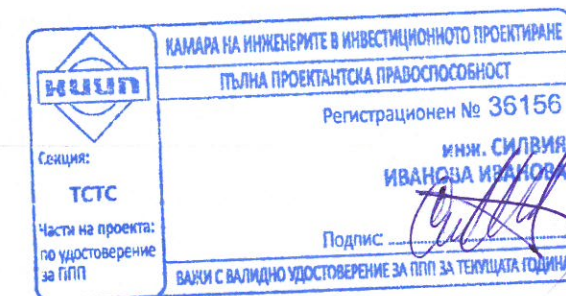 КАМАРА НА ИНЖЕНЕРИТЕ В ИНВЕСТИЦИОННОТО ПРОЕКТИРАНЕ
ПЪЛНА ПРОЕКТАНТСКА ПРАВОСПОСОБНОСТ
КИИП
Регистрационен № 36156
инж. СИЛВИЯ
ИВАНОВА ИВАНОВА
Секция:
ТСТС
Части на проекта:
по удостоверение
за ППП
Подпис:
ВАЖИ С ВАЛИДНО УДОСТОВЕРЕНИЕ ЗА ППП ЗА ТЕКУЩАТА ГОДИНА